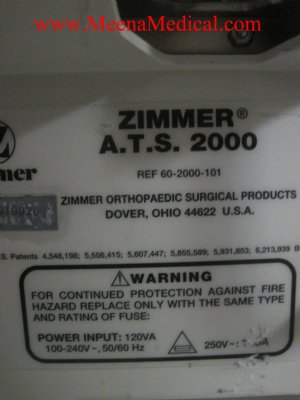 www.MeenaMedical.com
ZIMMER®
A.T.S. 2000
REF 60-2000-101
ZIMMER ORTHOPAEDIC SURGICAL PRODUCTS
DOVER, OHIO 44622 U.S.A.
.S. Patents 4,548,198; 5,556,415; 5,607,447; 5,855,589; 5,931,853; 6,213,939
WARNING
FOR CONTINUED PROTECTION AGAINST FIRE
HAZARD REPLACE ONLY WITH THE SAME TYPE
AND RATING OF FUSE:
POWER INPUT: 120VA
100-240V~, 50/60 Hz
250V~: